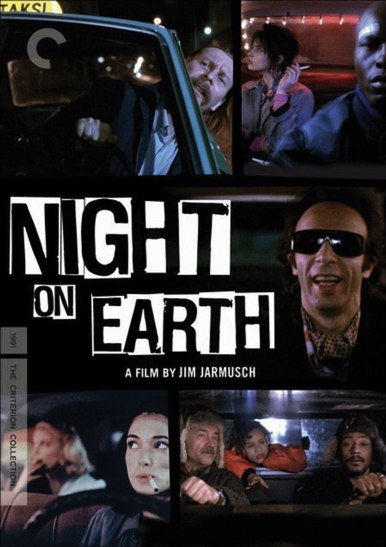 TAKSI
NIGHT
ON
EARTH
A FILM BY JIM JARMUSCH
1991
THE CRITERION COLLECTION